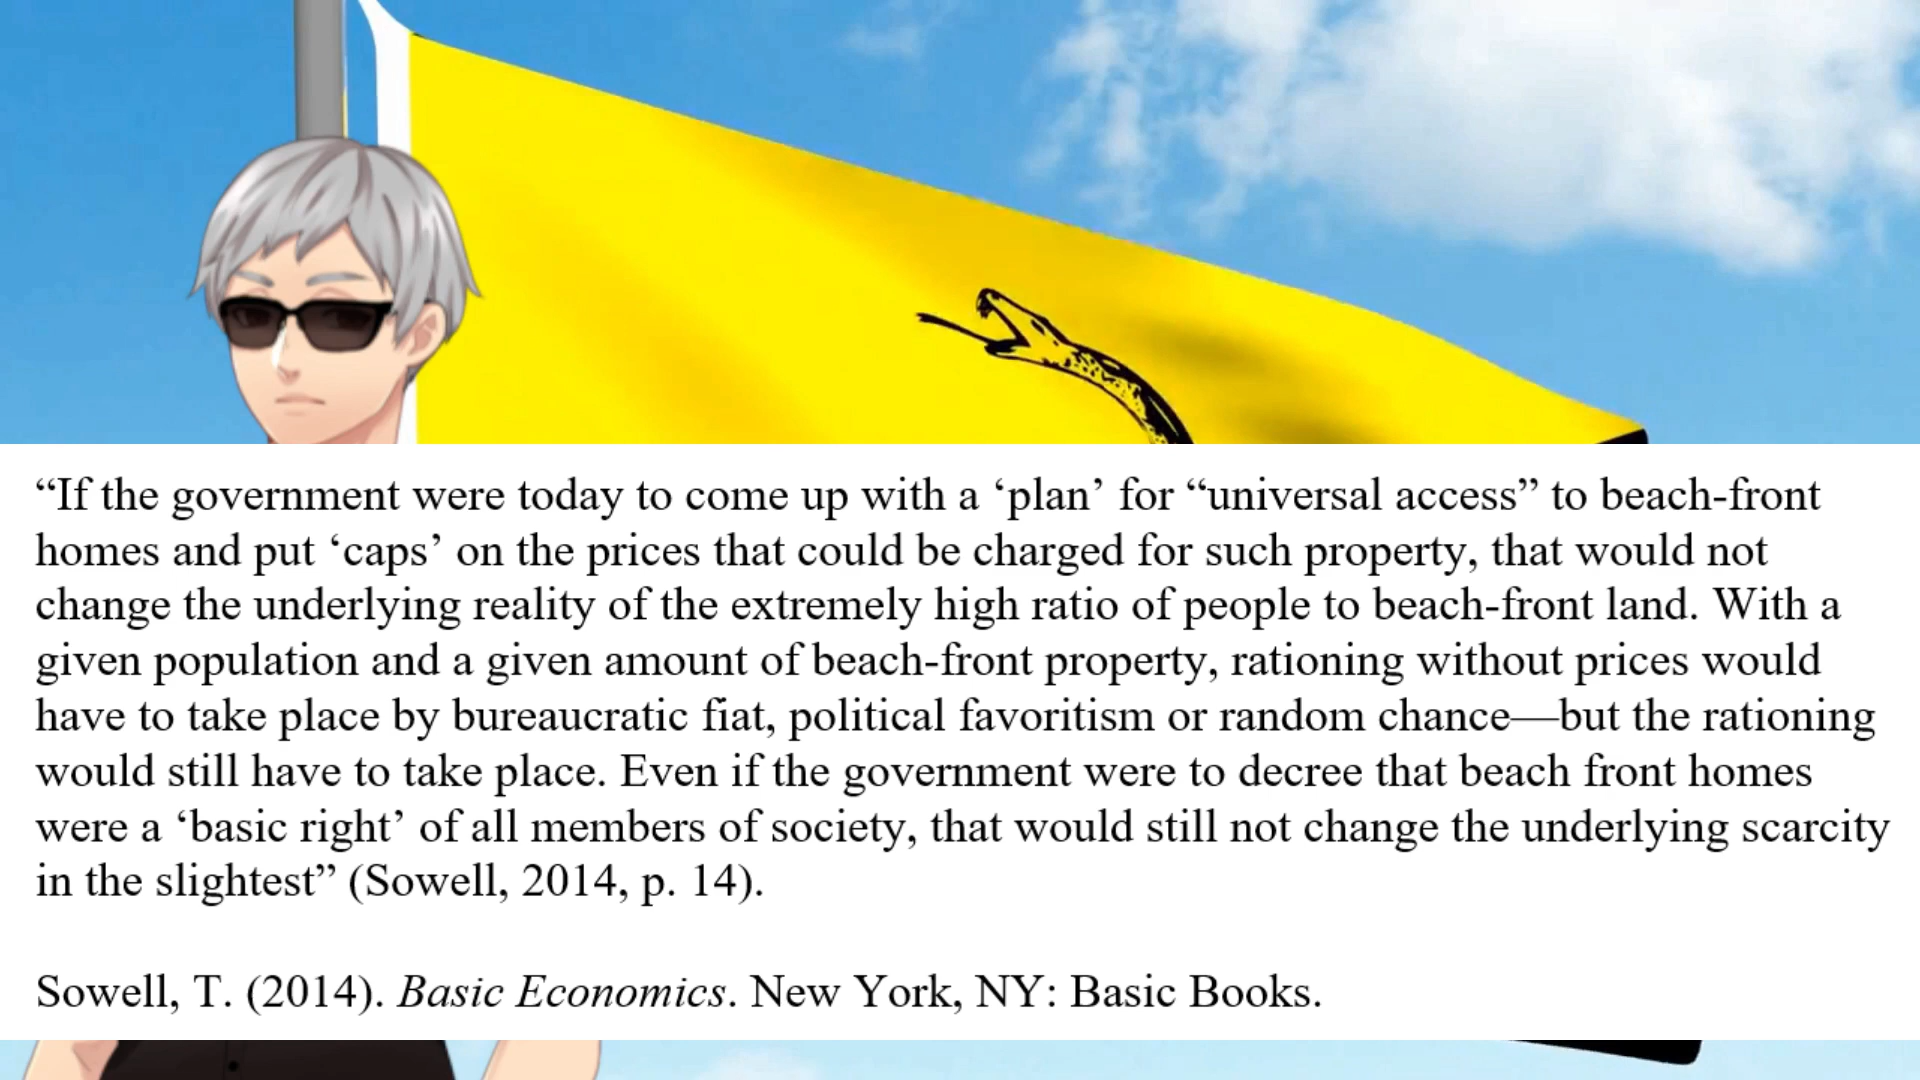 “If the government were today to come up with a ‘plan’ for “universal access” to beach-front
homes and put ‘caps’ on the prices that could be charged for such property, that would not
change the underlying reality of the extremely high ratio of people to beach-front land. With a
given population and a given amount of beach-front property, rationing without prices would
have to take place by bureaucratic fiat, political favoritism or random chance—but the rationing
would still have to take place. Even if the government were to decree that beach front homes
were a ‘basic right’ of all members of society, that would still not change the underlying scarcity
in the slightest” (Sowell, 2014, p. 14).
Sowell, T. (2014). Basic Economics. New York, NY: Basic Books.